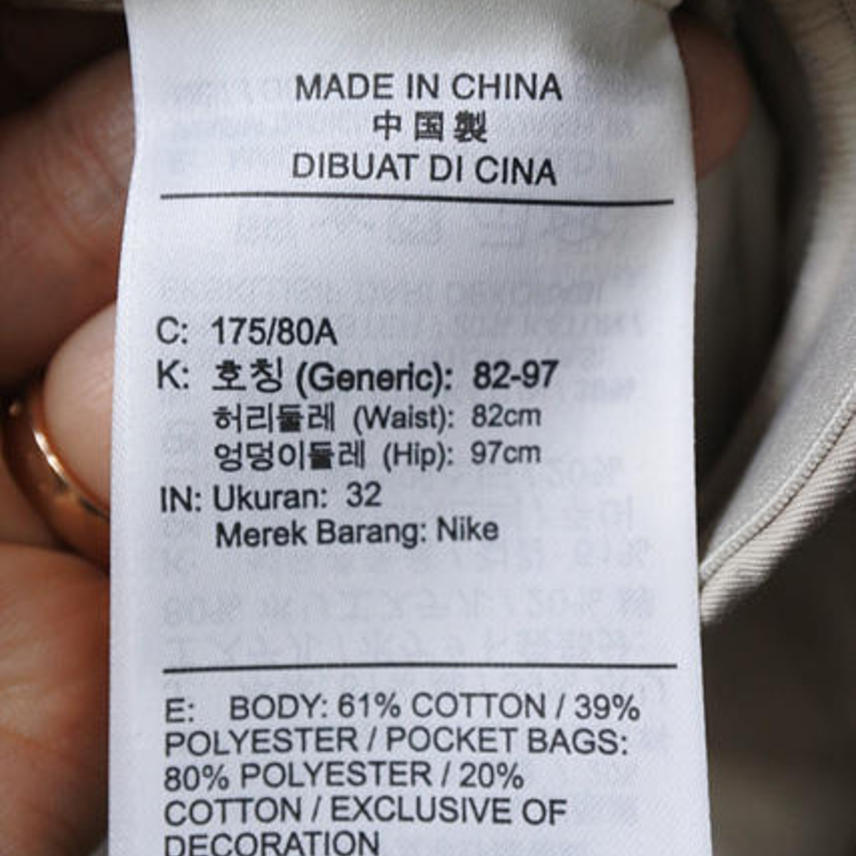 MADE IN CHINA
中国製
DIBUAT DI CINA
C: 175/80A
K: 호칭 (Generic): 82-97
허리둘레 (Waist): 82cm
엉덩이둘레 (Hip): 97cm
IN: Ukuran: 32
Merek Barang: Nike
E: BODY: 61% COTTON / 39%
POLYESTER / POCKET BAGS:
80% POLYESTER / 20%
COTTON / EXCLUSIVE OF
DECORATION